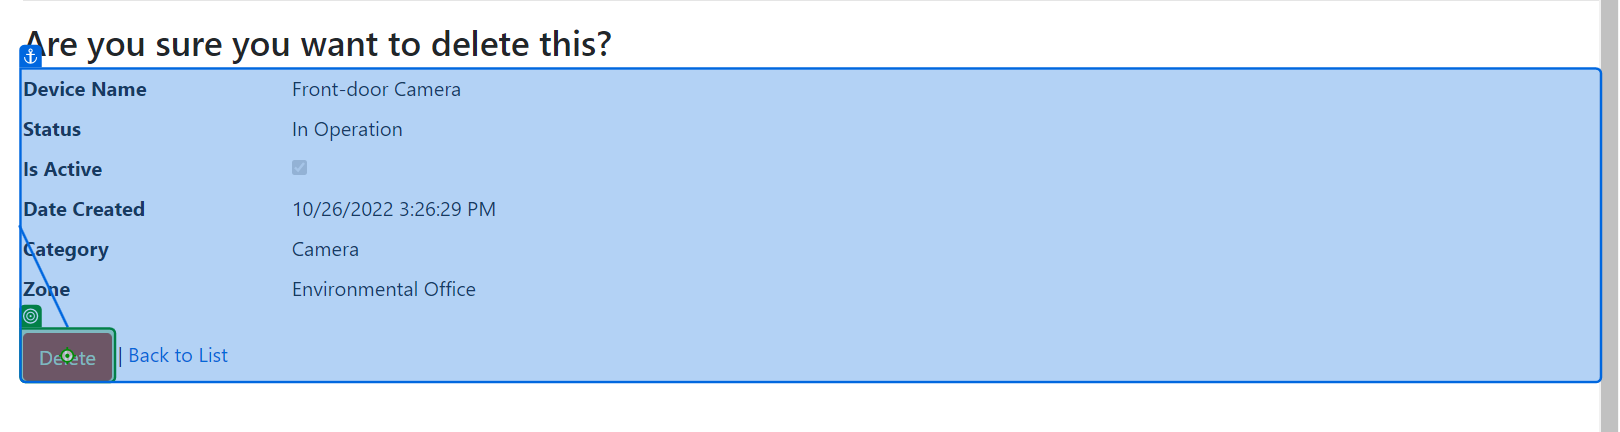 Are you sure you want to delete this?
Device Name Front-door Camera
Status In Operation
Is Active
Date Created 10/26/2022 3:26:29 PM
Category Camera
Zone Environmental Office
Delete | Back to List